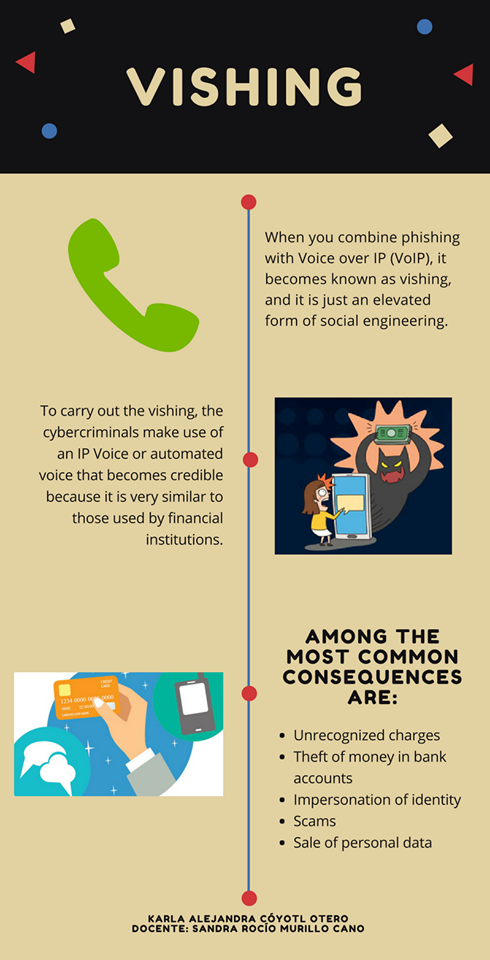 VISHING
When you combine phishing
with Voice over IP (VoIP), it
becomes known as vishing,
and it is just an elevated
form of social engineering.
To carry out the vishing, the
cybercriminals make use of
an IP Voice or automated
voice that becomes credible
because it is very similar to
those used by financial
institutions.
AMONG THE
MOST COMMON
CONSEQUENCES
ARE:
• Unrecognized charges
• Theft of money in bank
accounts
• Impersonation of identity
• Scams
• Sale of personal data
KARLA ALEJANDRA CÓYOTL OTERO
DOCENTE: SANDRA ROCÍO MURILLO CANO